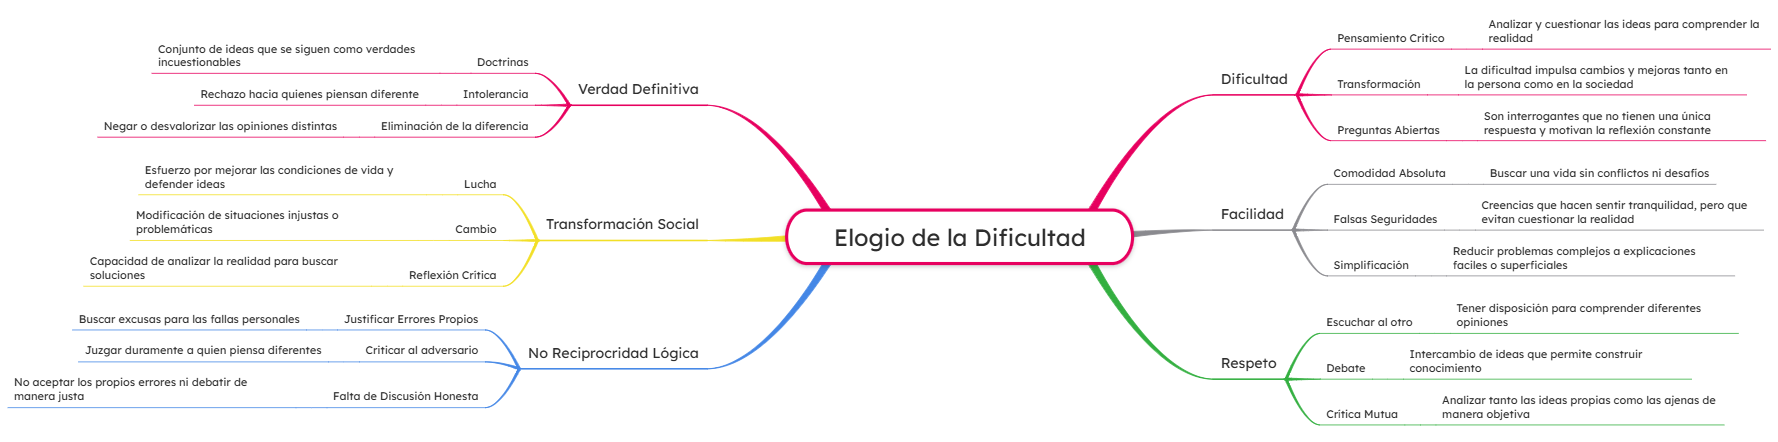 Elogio de la Dificultad
Dificultad
Pensamiento Critico
Analizar y cuestionar las ideas para comprender la
realidad
Transformación
La dificultad impulsa cambios y mejoras tanto en
la persona como en la sociedad
Preguntas Abiertas
Son interrogantes que no tienen una única
respuesta y motivan la reflexión constante
Facilidad
Comodidad Absoluta
Buscar una vida sin conflictos ni desafios
Falsas Seguridades
Creencias que hacen sentir tranquilidad, pero que
evitan cuestionar la realidad
Simplificación
Reducir problemas complejos a explicaciones
faciles o superficiales
Respeto
Escuchar al otro
Tener disposición para comprender diferentes
opiniones
Debate
Intercambio de ideas que permite construir
conocimiento
Critica Mutua
Analizar tanto las ideas propias como las ajenas de
manera objetiva
Verdad Definitiva
Doctrinas
Conjunto de ideas que se siguen como verdades
incuestionables
Intolerancia
Rechazo hacia quienes piensan diferente
Eliminación de la diferencia
Negar o desvalorizar las opiniones distintas
Transformación Social
Lucha
Esfuerzo por mejorar las condiciones de vida y
defender ideas
Cambio
Modificación de situaciones injustas o
problemáticas
Reflexión Critica
Capacidad de analizar la realidad para buscar
soluciones
No Reciprocridad Lógica
Justificar Errores Propios
Buscar excusas para las fallas personales
Criticar al adversario
Juzgar duramente a quien piensa diferentes
Falta de Discusión Honesta
No aceptar los propios errores ni debatir de
manera justa